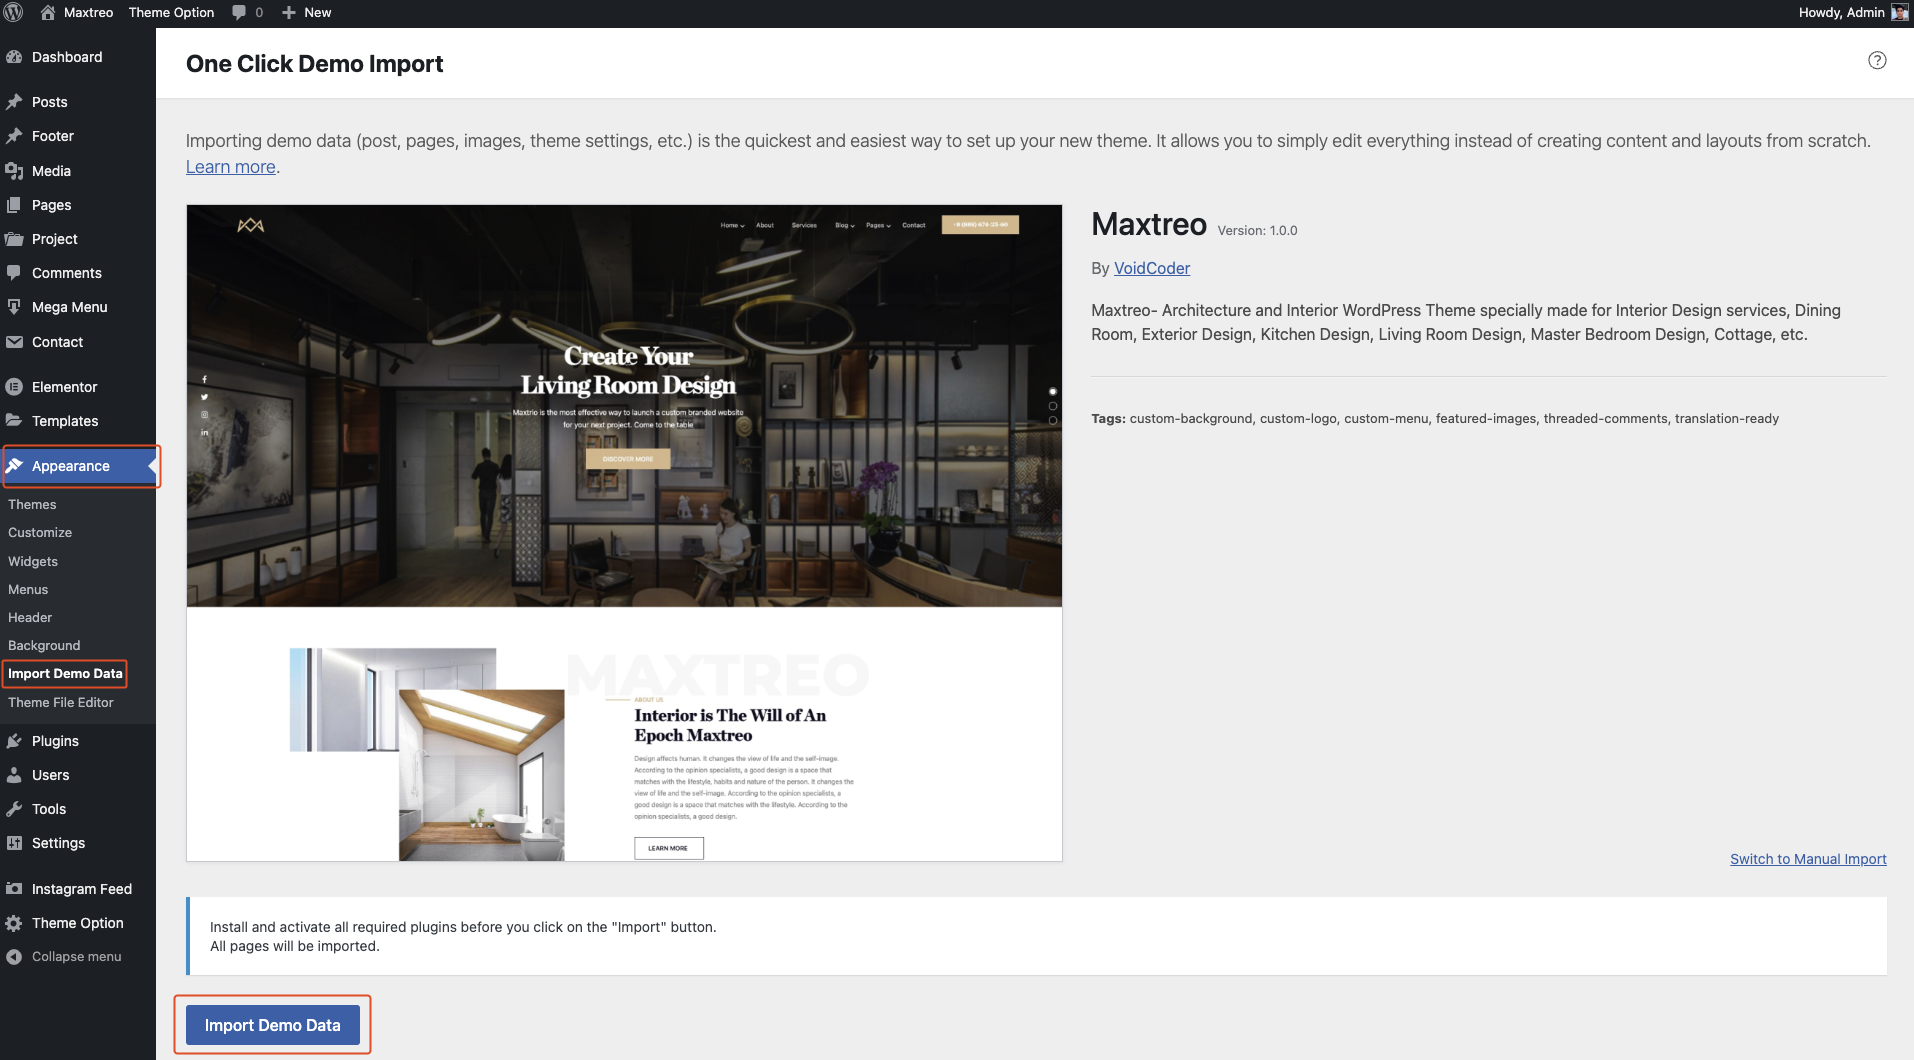 Maxtreo Theme Option 0 New Howdy, Admin
Dashboard
Posts
Footer
Media
Pages
Project
Comments
Mega Menu
Contact
Elementor
Templates
Appearance
Themes
Customize
Widgets
Menus
Header
Background
Import Demo Data
Theme File Editor
Plugins
Users
Tools
Settings
Instagram Feed
Theme Option
Collapse menu
One Click Demo Import
Importing demo data (post, pages, images, theme settings, etc.) is the quickest and easiest way to set up your new theme. It allows you to simply edit everything instead of creating content and layouts from scratch.
Learn more.
Home About Services Blog Pages Contact
Create Your
Living Room Design
Maxtrio is the most effective way to launch a custom branded website
for your next project. Come to the table
DISCOVER MORE
MAXTREO
ABOUT US
Interior is The Will of An
Epoch Maxtreo
Design affects human. It changes the view of life and the self-image.
According to the opinion specialists, a good design is a space that
matches with the lifestyle, habits and nature of the person. It changes the
view of life and the self-image. According to the opinion specialists, a
good design is a space that matches with the lifestyle. According to the
opinion specialists, a good design.
LEARN MORE
Maxtreo Version: 1.0.0
By VoidCoder
Maxtreo- Architecture and Interior WordPress Theme specially made for Interior Design services, Dining
Room, Exterior Design, Kitchen Design, Living Room Design, Master Bedroom Design, Cottage, etc.
Tags: custom-background, custom-logo, custom-menu, featured-images, threaded-comments, translation-ready
Switch to Manual Import
Install and activate all required plugins before you click on the "Import" button.
All pages will be imported.
Import Demo Data